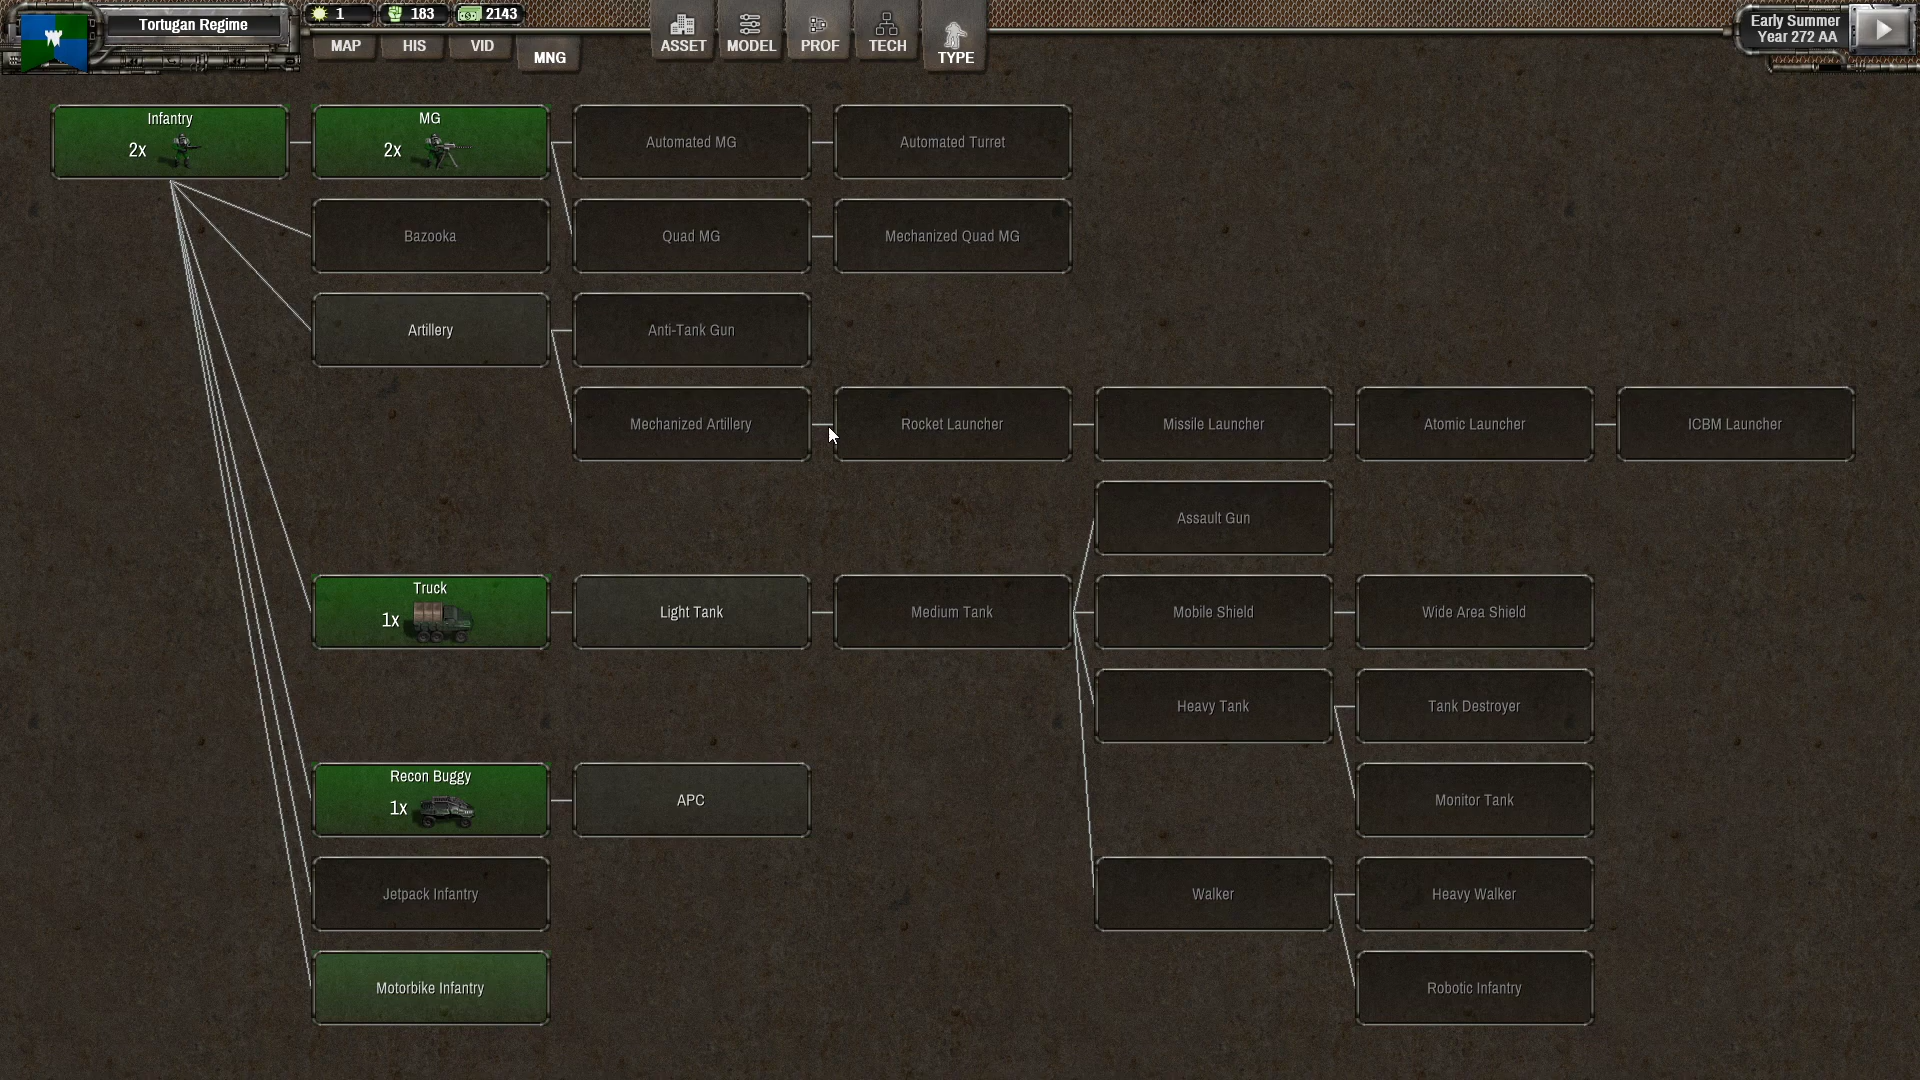 Tortugan Regime
1
183
2143
MAP
HIS
VID
MNG
ASSET
MODEL
PROF
TECH
TYPE
Early Summer
Year 272 AA
Infantry
2x
MG
2x
Automated MG
Automated Turret
Bazooka
Quad MG
Mechanized Quad MG
Artillery
Anti-Tank Gun
Mechanized Artillery
Rocket Launcher
Missile Launcher
Atomic Launcher
ICBM Launcher
Assault Gun
Truck
1x
Light Tank
Medium Tank
Mobile Shield
Wide Area Shield
Heavy Tank
Tank Destroyer
Recon Buggy
1x
APC
Monitor Tank
Jetpack Infantry
Walker
Heavy Walker
Motorbike Infantry
Robotic Infantry